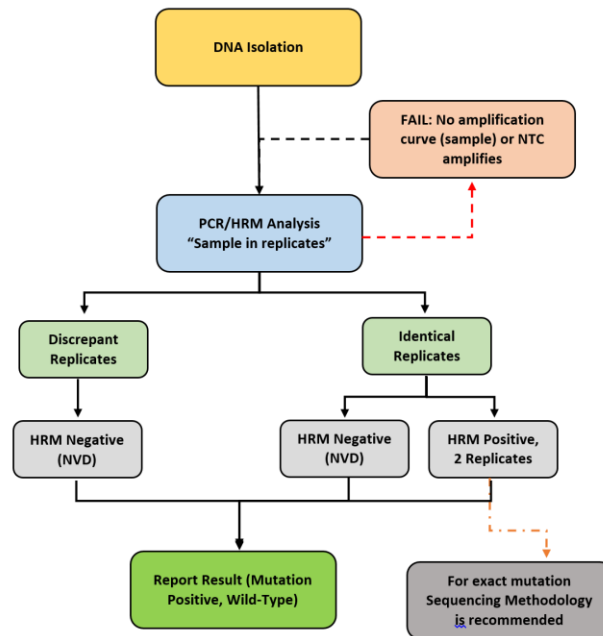 DNA Isolation
FAIL: No amplification
curve (sample) or NTC
amplifies
PCR/HRM Analysis
“Sample in replicates”
Discrepant
Replicates
Identical
Replicates
HRM Negative
(NVD)
HRM Negative
(NVD)
HRM Positive,
2 Replicates
Report Result (Mutation
Positive, Wild-Type)
For exact mutation
Sequencing Methodology
is recommended